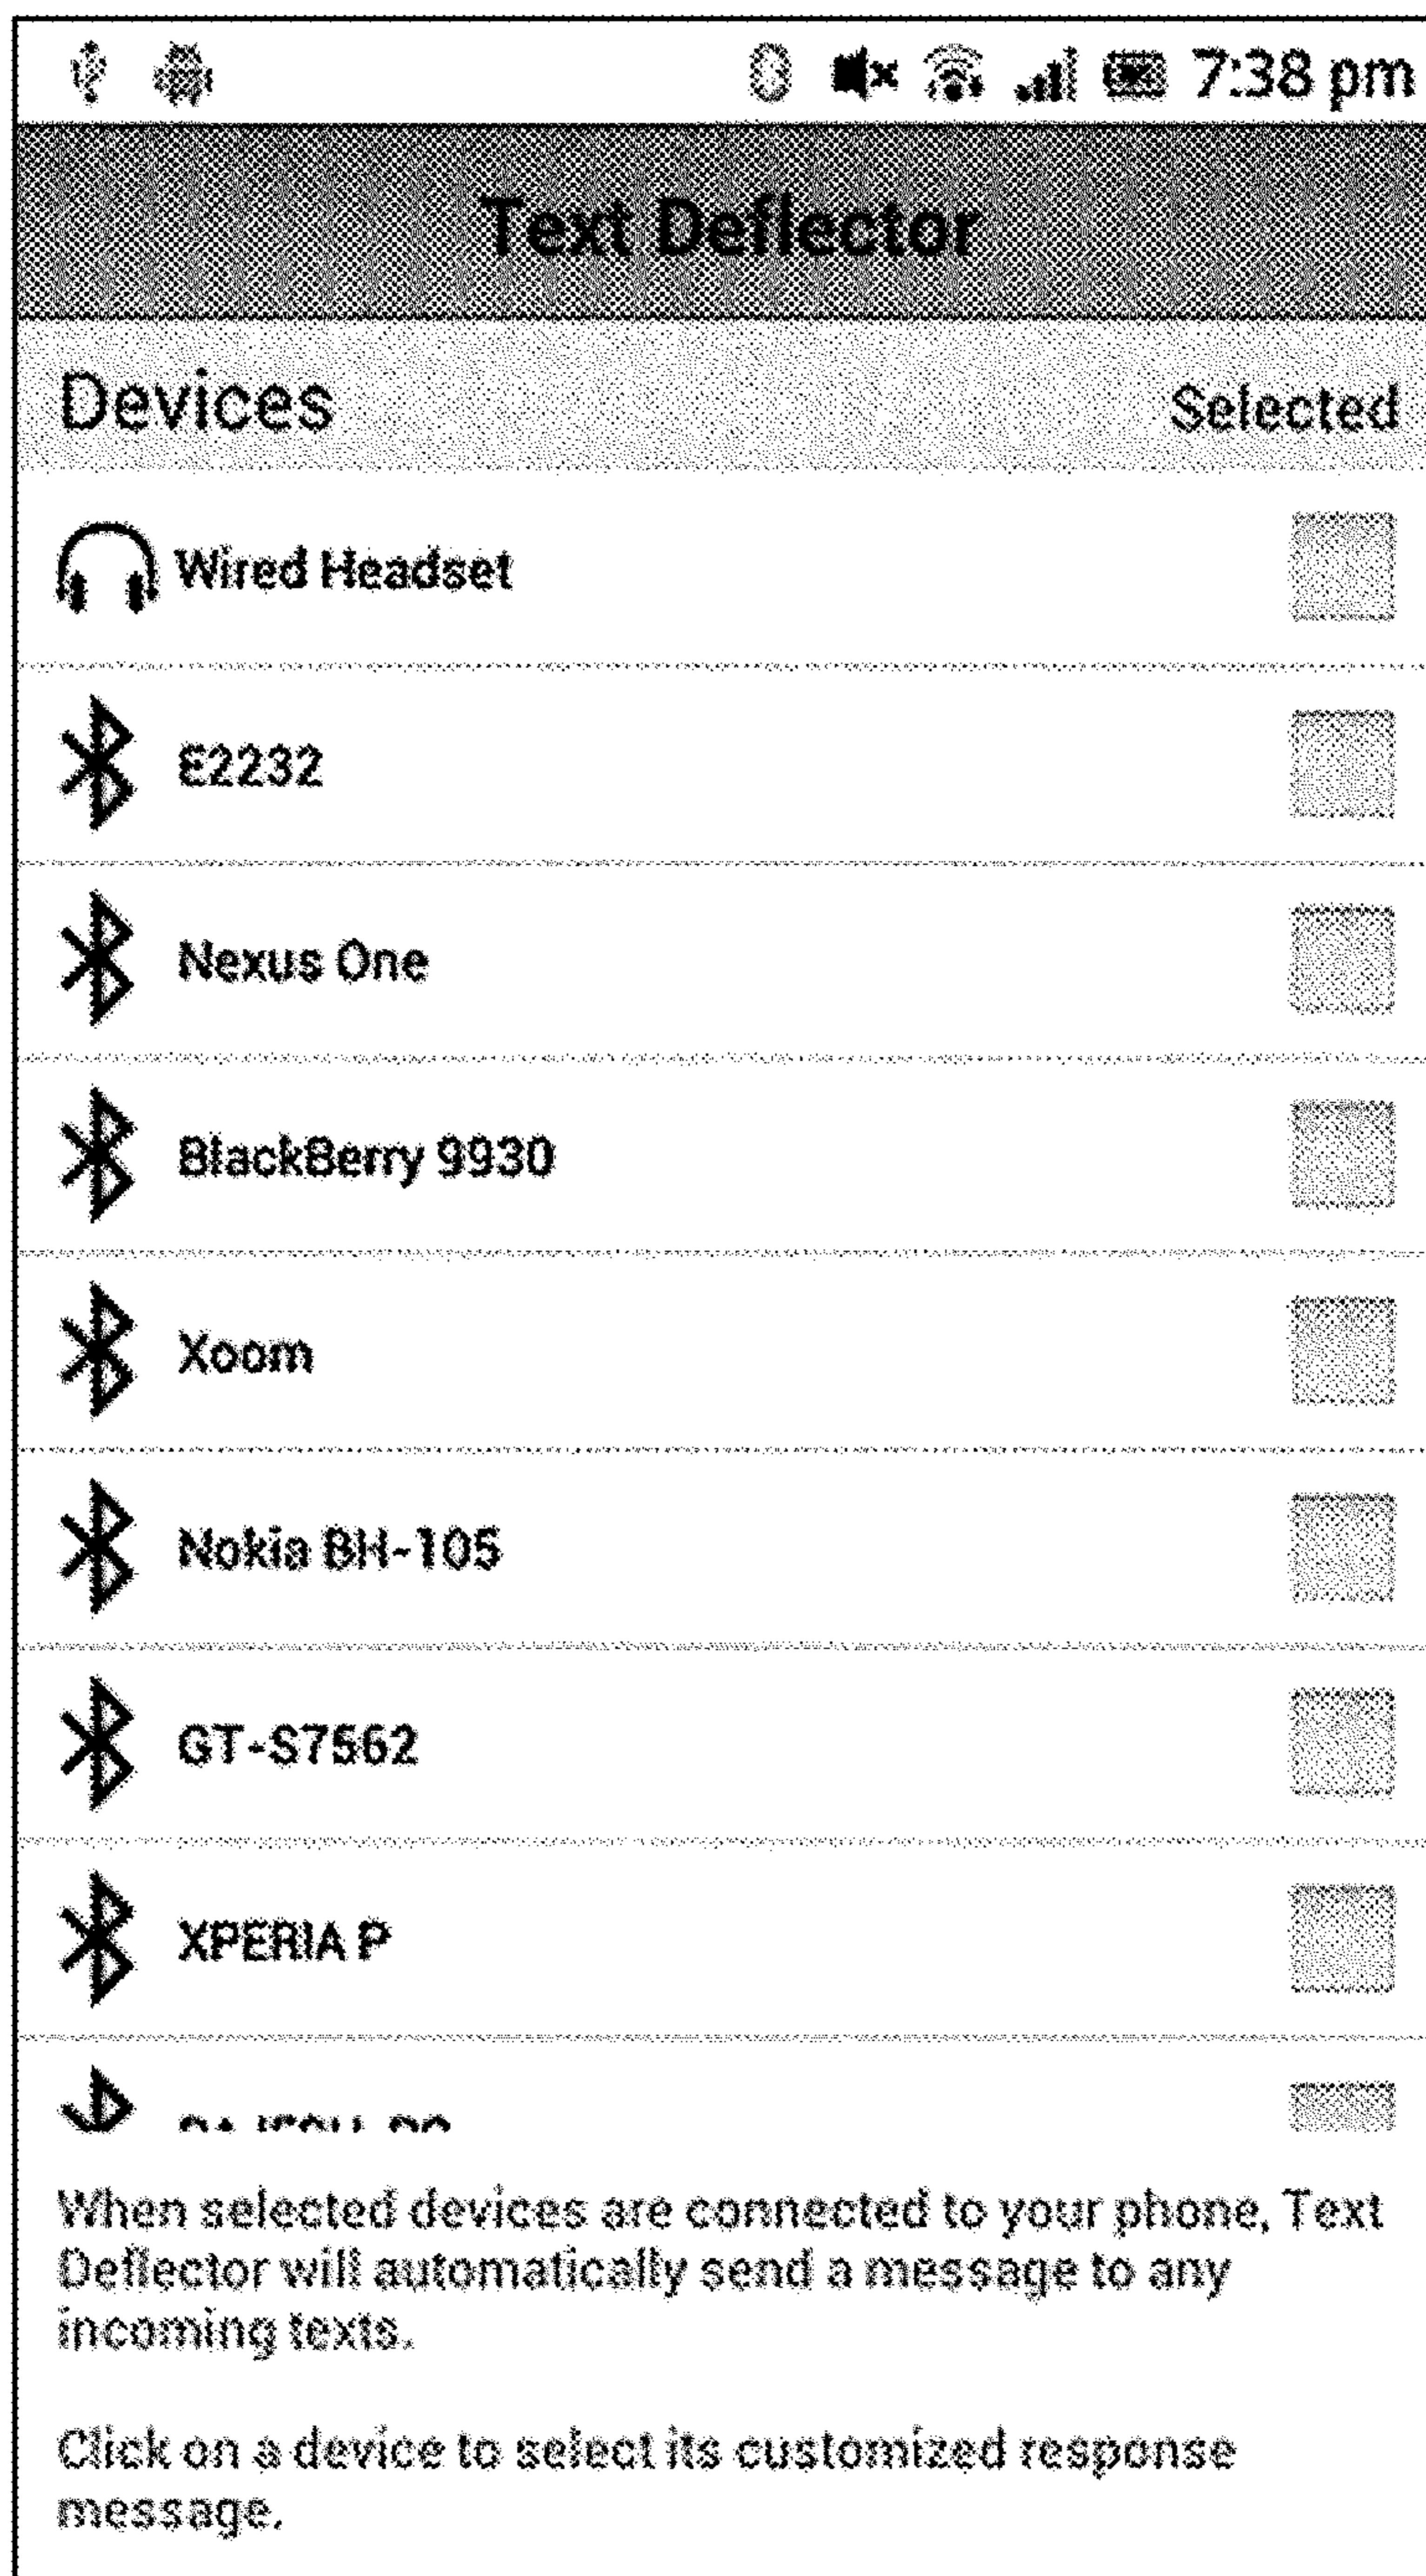 7:38 pm
Text Deflector
Devices Selected
Wired Headset
E2232
Nexus One
BlackBerry 9930
Xoom
Nokia BH-105
GT-S7562
XPERIA P
When selected devices are connected to your phone, Text
Deflector will automatically send a message to any
incoming texts.
Click on a device to select its customized response
message.